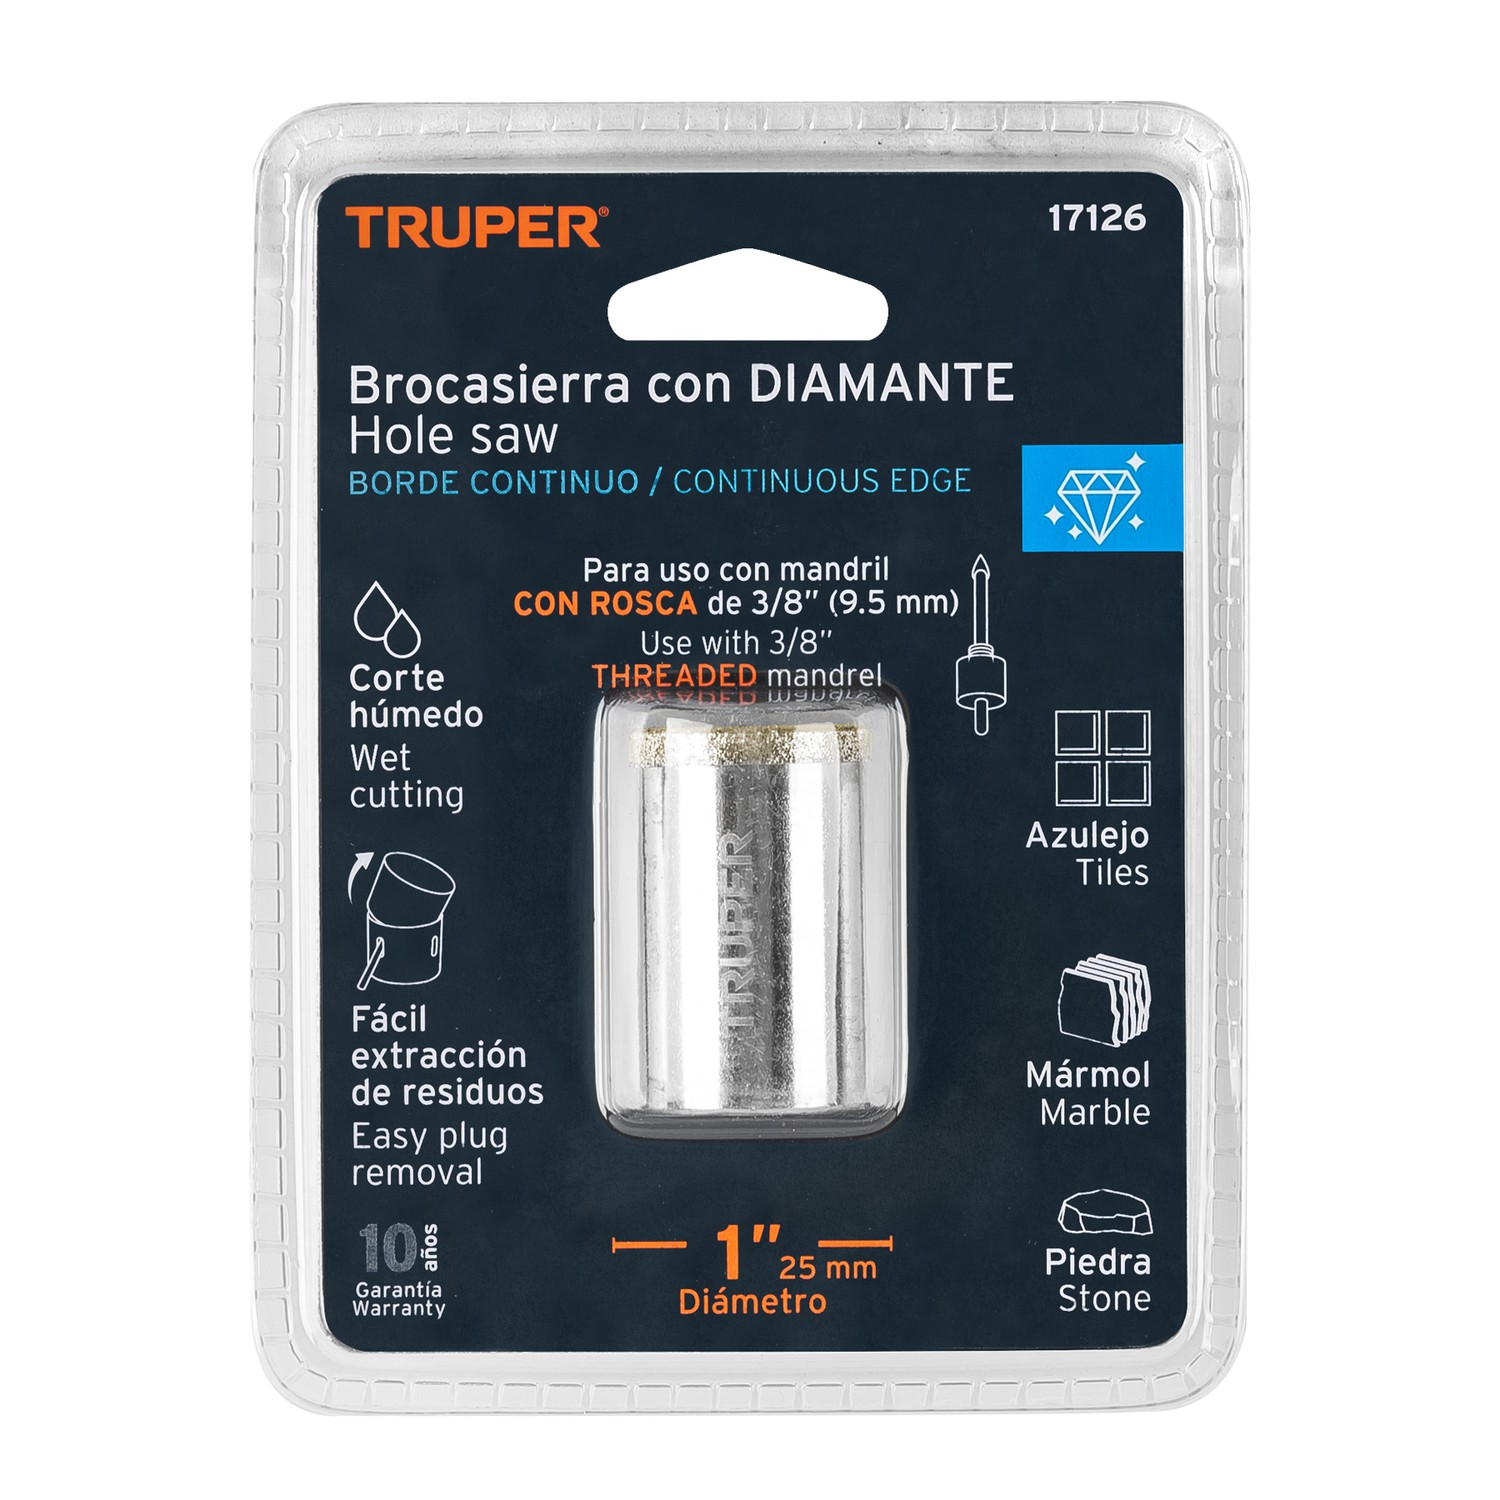 TRUPER®
17126
Brocasierra con DIAMANTE
Hole saw
BORDE CONTINUO / CONTINUOUS EDGE
Para uso con mandril
CON ROSCA de 3/8" (9.5 mm)
Use with 3/8"
THREADED mandrel
Corte
húmedo
Wet
cutting
Fácil
extracción
de residuos
Easy plug
removal
10 años
Garantía
Warranty
TRUPER
1" 25 mm
Diámetro
Azulejo
Tiles
Mármol
Marble
Piedra
Stone